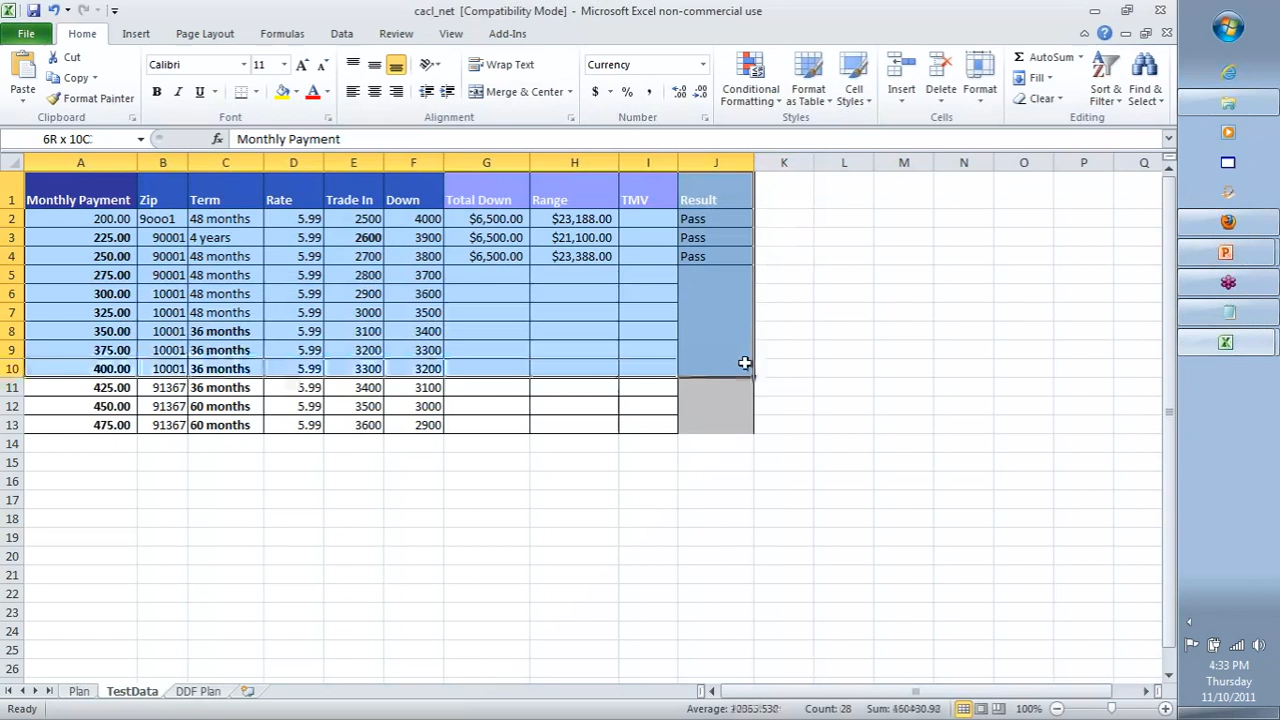 cacl_net [Compatibility Mode] - Microsoft Excel non-commercial use
File Home Insert Page Layout Formulas Data Review View Add-Ins
Paste Cut Copy Format Painter
Clipboard
Calibri 11
B I U A
Font
Wrap Text
Merge & Center
Alignment
Currency
$ % ,
Number
Conditional Formatting
Format as Table
Cell Styles
Styles
Insert Delete Format
Cells
Σ AutoSum
Fill
Clear
Sort & Filter
Find & Select
Editing
6R x 10C fx Monthly Payment
A B C D E F G H I J K L M N O P Q
1 Monthly Payment Zip Term Rate Trade In Down Total Down Range TMV Result
2 200.00 9ooo1 48 months 5.99 2500 4000 $6,500.00 $23,188.00 Pass
3 225.00 90001 4 years 5.99 2600 3900 $6,500.00 $21,100.00 Pass
4 250.00 90001 48 months 5.99 2700 3800 $6,500.00 $23,388.00 Pass
5 275.00 90001 48 months 5.99 2800 3700
6 300.00 10001 48 months 5.99 2900 3600
7 325.00 10001 48 months 5.99 3000 3500
8 350.00 10001 36 months 5.99 3100 3400
9 375.00 10001 36 months 5.99 3200 3300
10 400.00 10001 36 months 5.99 3300 3200
11 425.00 91367 36 months 5.99 3400 3100
12 450.00 91367 60 months 5.99 3500 3000
13 475.00 91367 60 months 5.99 3600 2900
14
15
16
17
18
19
20
21
22
23
24
25
26
Plan TestData DDF Plan
Ready Average: Count: 28 Sum: 100%
4:33 PM
Thursday
11/10/2011